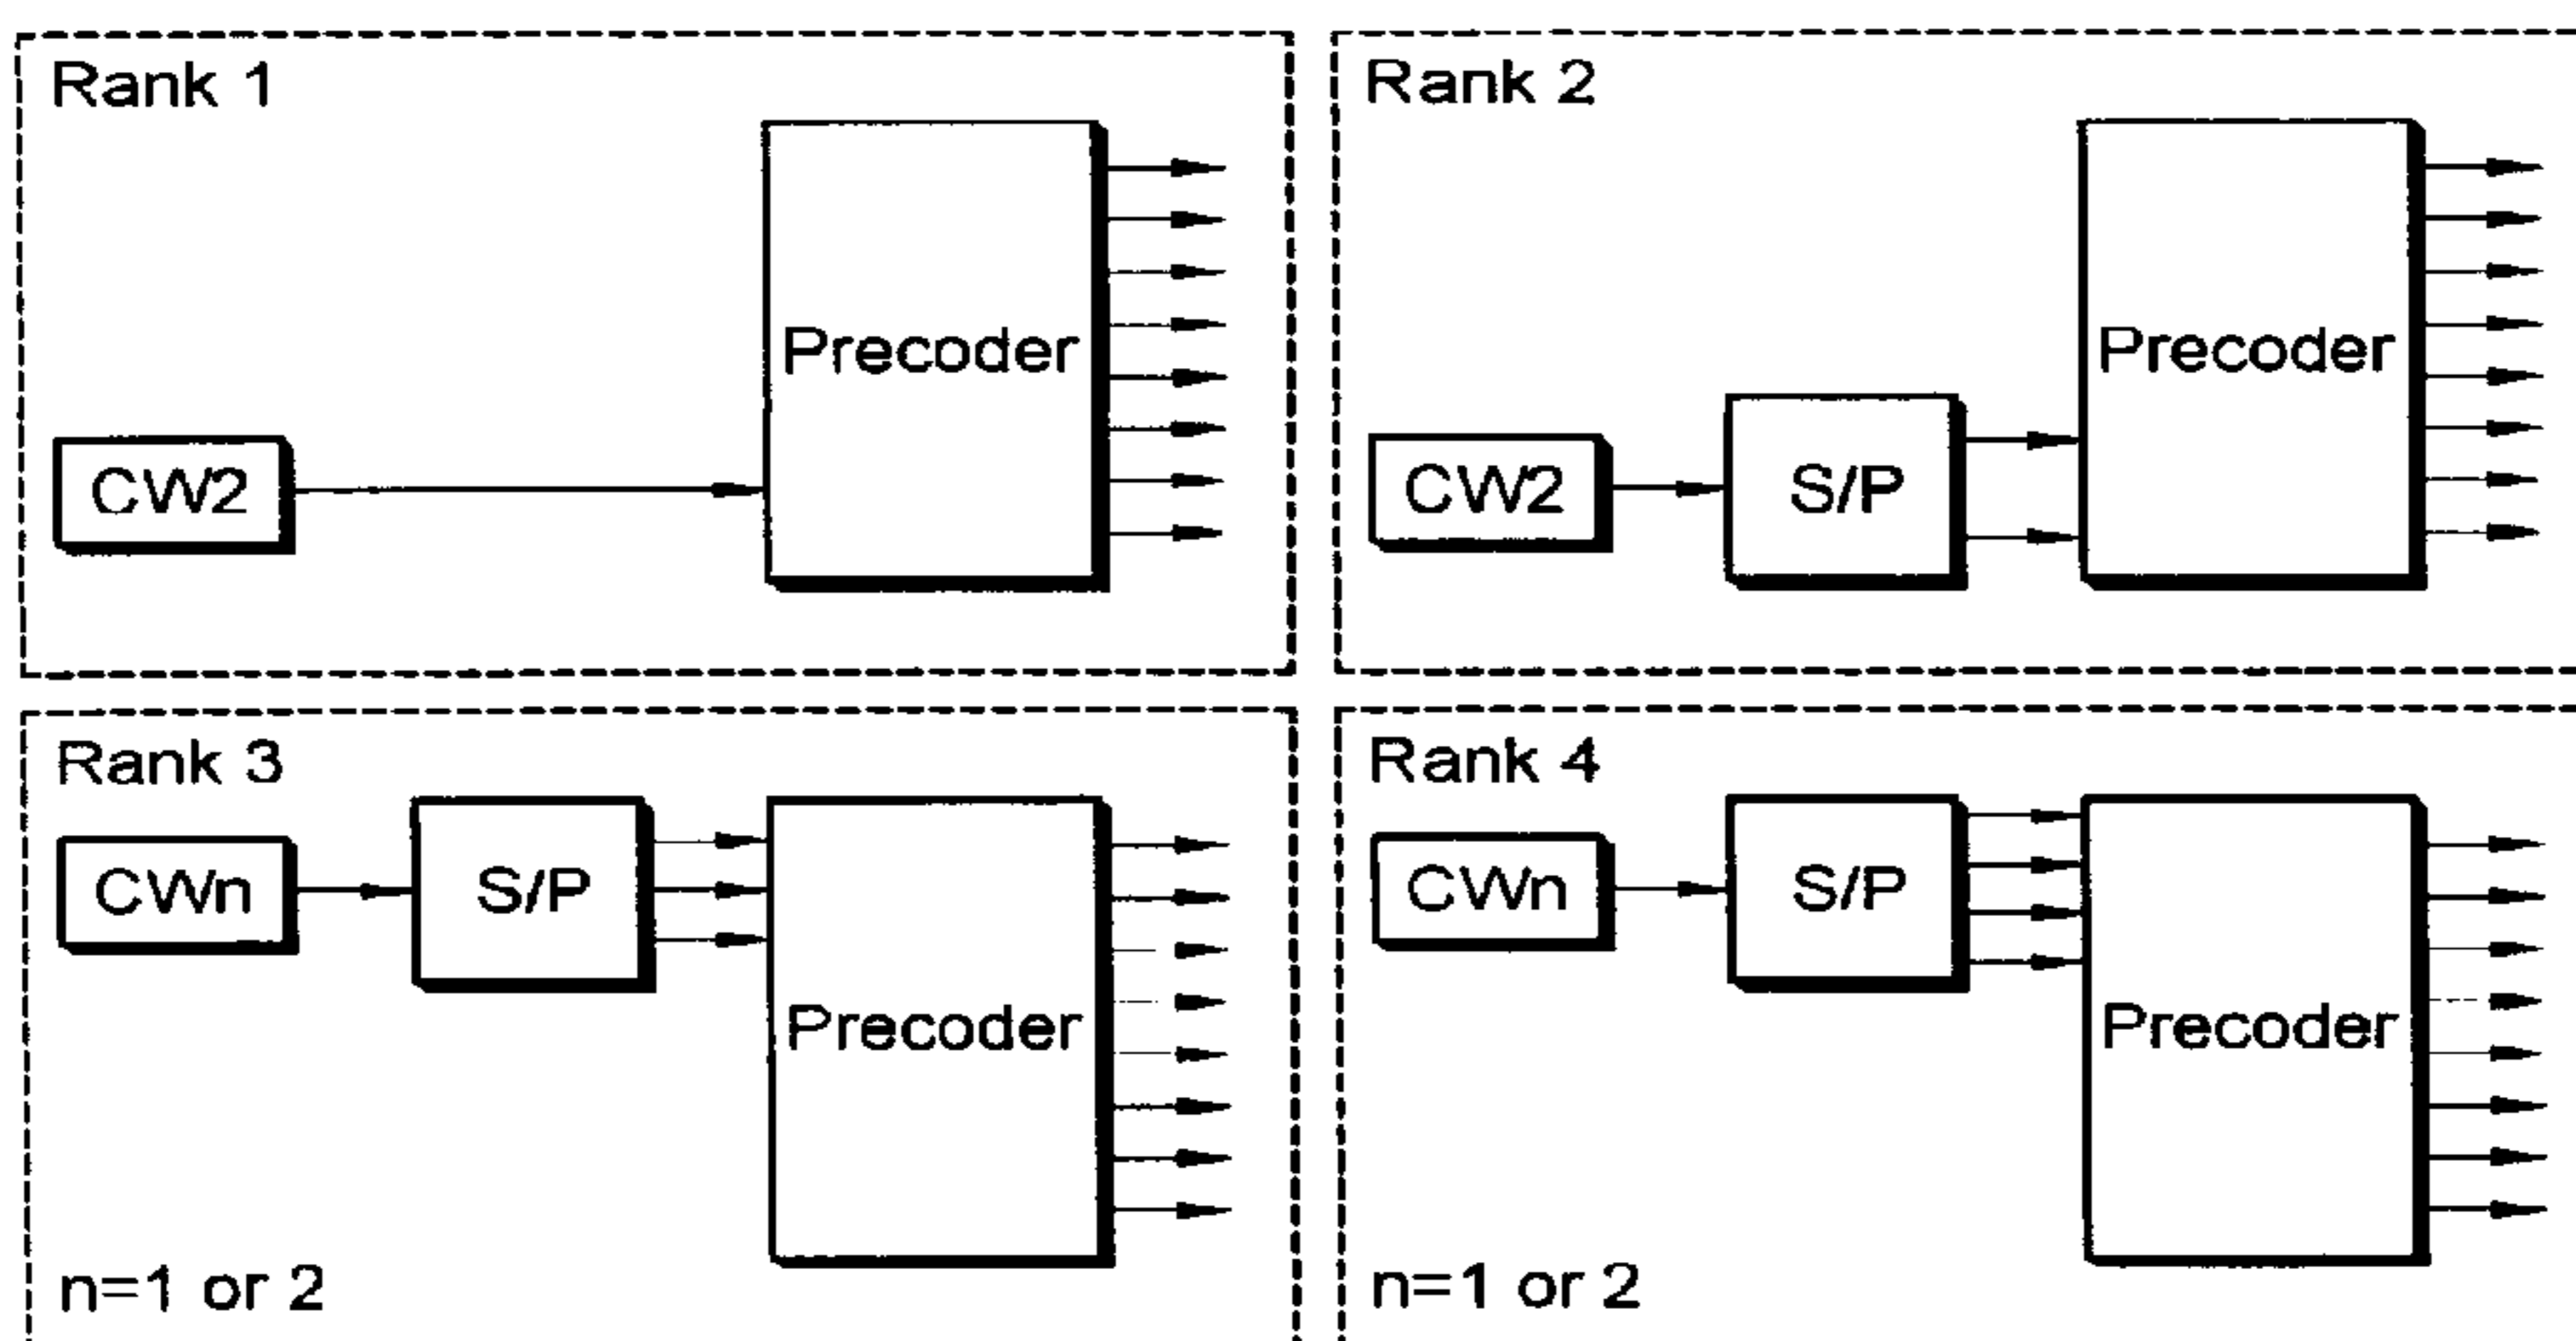 Rank 1
Precoder
CW2
Rank 2
Precoder
CW2
S/P
Rank 3
CWn
S/P
Precoder
n=1 or 2
Rank 4
CWn
S/P
Precoder
n=1 or 2